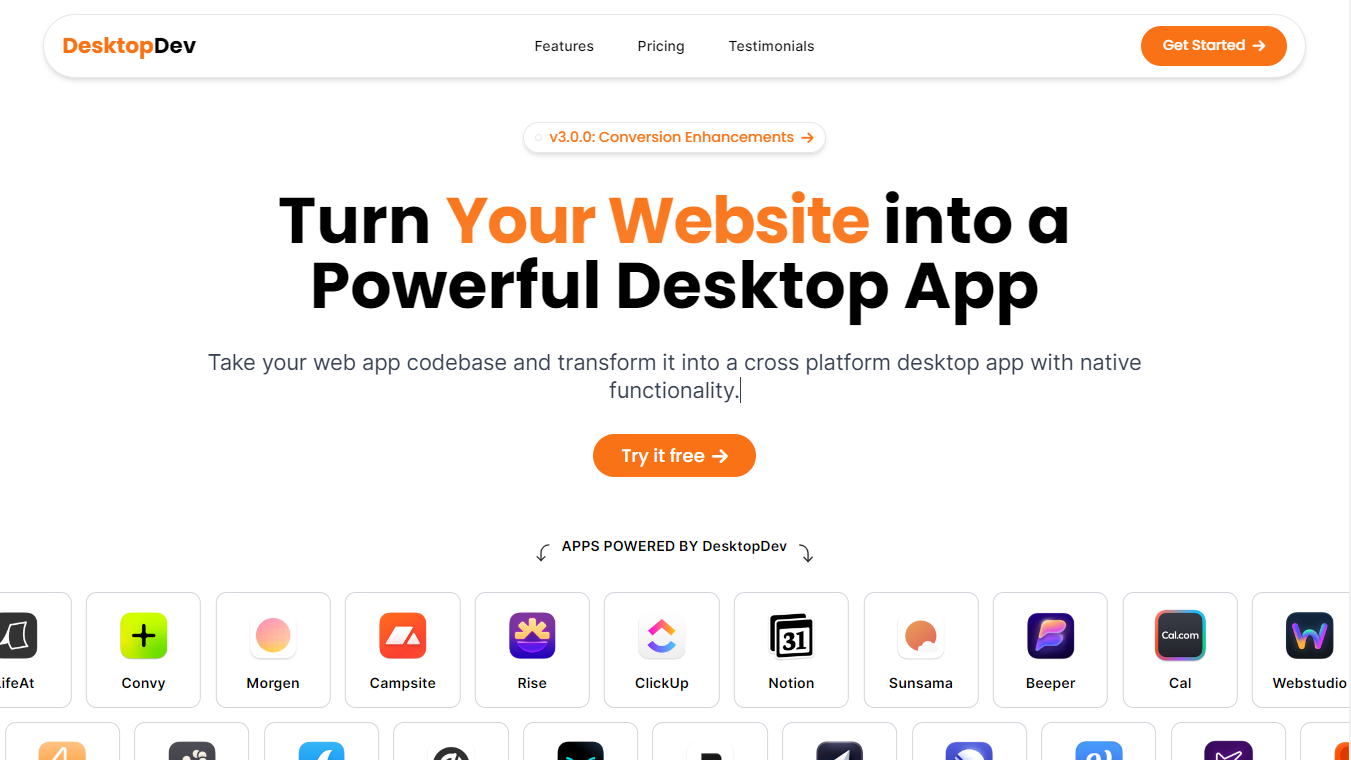 DesktopDev
Features
Pricing
Testimonials
Get Started →
v3.0.0: Conversion Enhancements →
Turn Your Website into a
Powerful Desktop App
Take your web app codebase and transform it into a cross platform desktop app with native
functionality.
Try it free →
APPS POWERED BY DesktopDev
31
Cal.com
LifeAt
Convy
Morgen
Campsite
Rise
ClickUp
Notion
Sunsama
Beeper
Cal
Webstudio